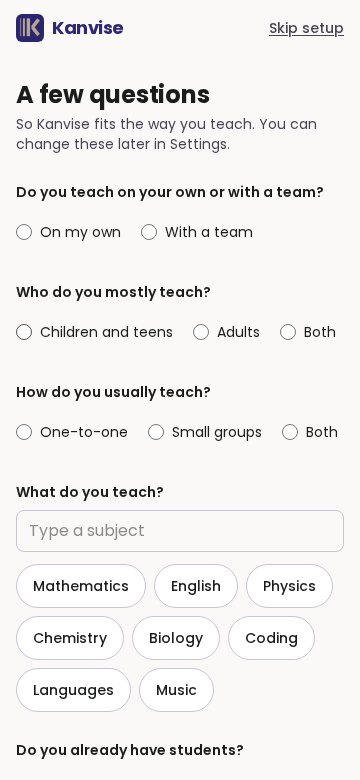 Kanvise
Skip setup
A few questions
So Kanvise fits the way you teach. You can
change these later in Settings.
Do you teach on your own or with a team?
On my own
With a team
Who do you mostly teach?
Children and teens
Adults
Both
How do you usually teach?
One-to-one
Small groups
Both
What do you teach?
Type a subject
Mathematics
English
Physics
Chemistry
Biology
Coding
Languages
Music
Do you already have students?